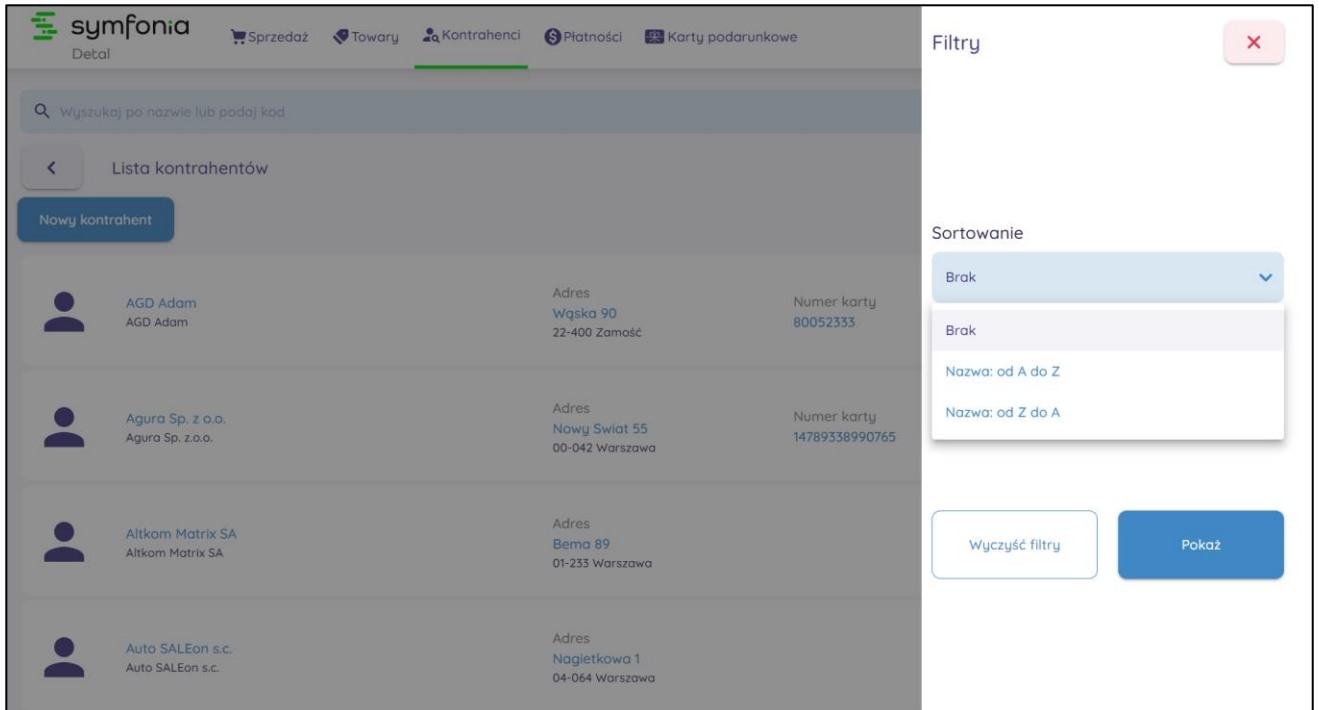 symfonia
Detal
Sprzedaż Towary Kontrahenci Płatności Karty podarunkowe
Wyszukaj po nazwie lub podaj kod
Lista kontrahentów
Nowy kontrahent
AGD Adam
AGD Adam
Adres
Wąska 90
22-400 Zamość
Numer karty
80052333
Agura Sp. z o.o.
Agura Sp. z.o.o.
Adres
Nowy Swiat 55
00-042 Warszawa
Numer karty
14789338990765
Altkom Matrix SA
Altkom Matrix SA
Adres
Bema 89
01-233 Warszawa
Auto SALEon s.c.
Auto SALEon s.c.
Adres
Nagietkowa 1
04-064 Warszawa
Filtry
Sortowanie
Brak
Brak
Nazwa: od A do Z
Nazwa: od Z do A
Wyczyść filtry
Pokaż